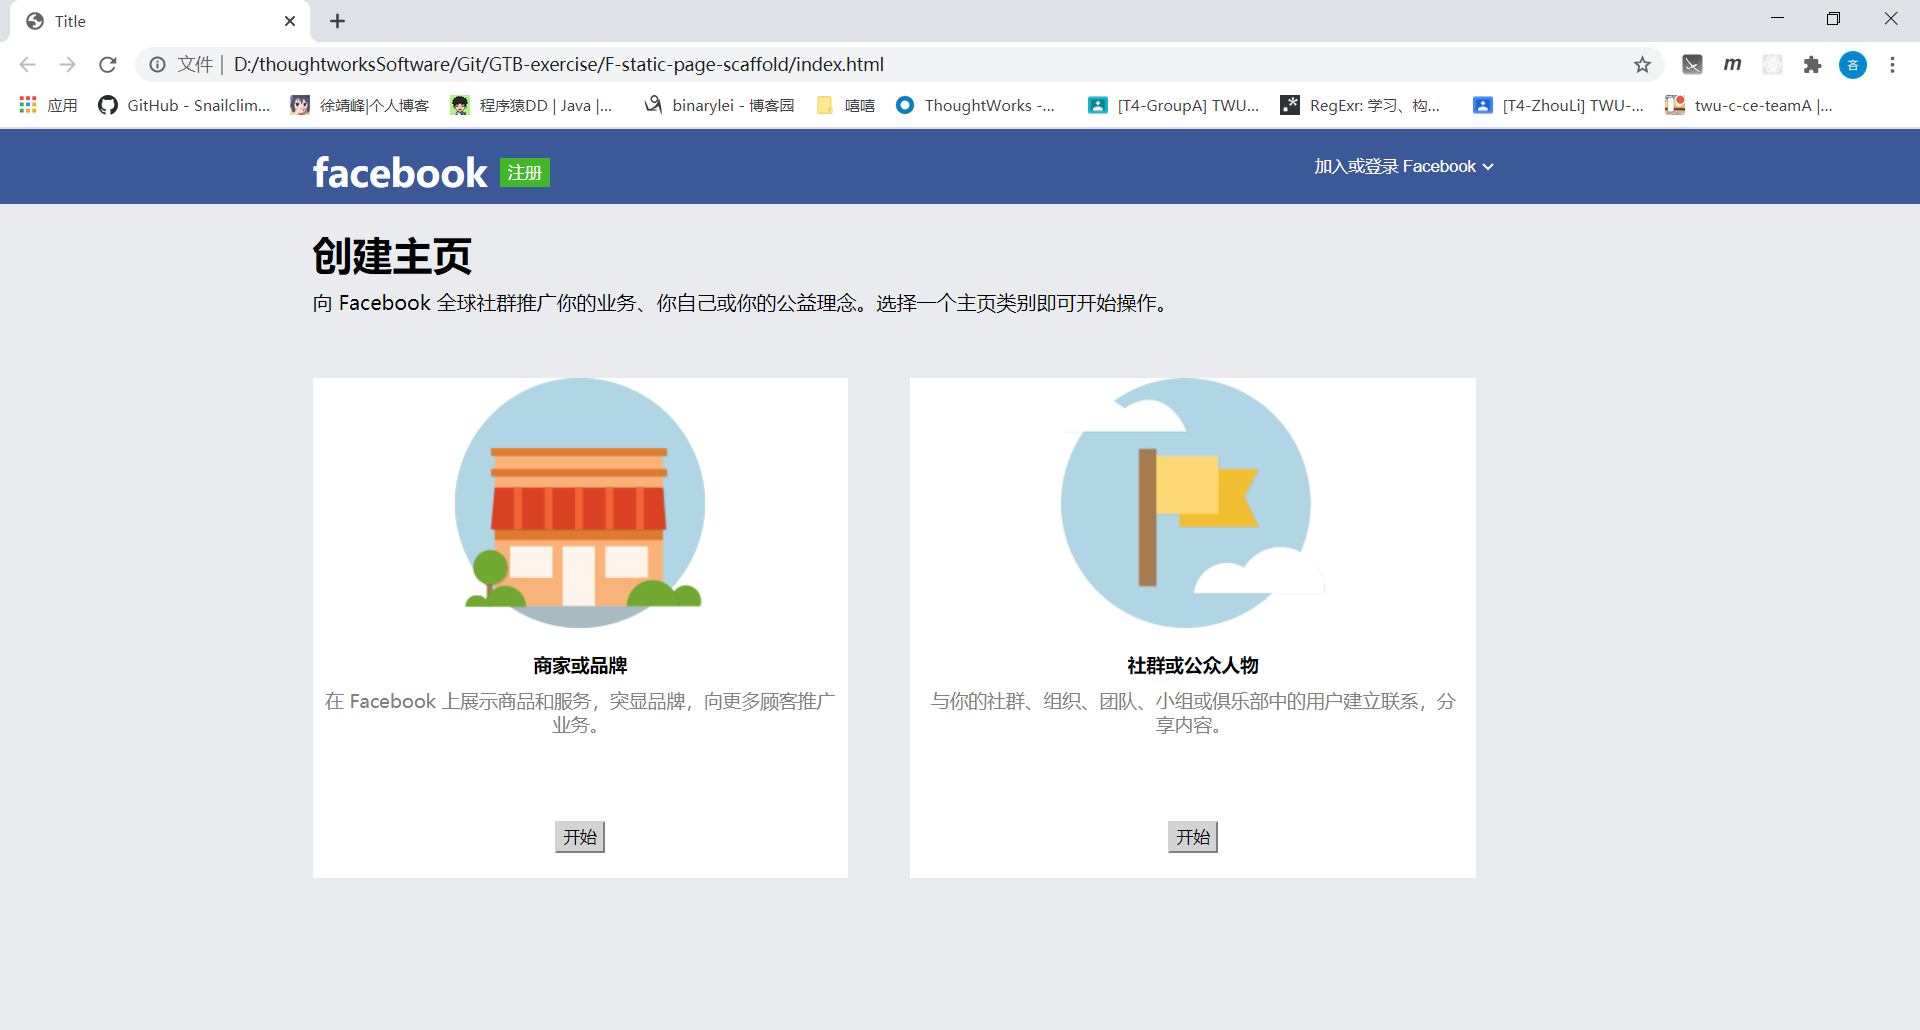 Title
文件 | D:/thoughtworksSoftware/Git/GTB-exercise/F-static-page-scaffold/index.html
m
客
应用 GitHub - Snailclim... 徐靖峰|个人博客 程序猿DD | Java |... binarylei - 博客园 嘻嘻 ThoughtWorks -... [T4-GroupA] TWU... RegExr: 学习、构... [T4-ZhouLi] TWU-... twu-c-ce-teamA |...
facebook 注册 加入或登录 Facebook
创建主页
向 Facebook 全球社群推广你的业务、你自己或你的公益理念。选择一个主页类别即可开始操作。
商家或品牌
在 Facebook 上展示商品和服务，突显品牌，向更多顾客推广
业务。
开始
社群或公众人物
与你的社群、组织、团队、小组或俱乐部中的用户建立联系，分
享内容。
开始